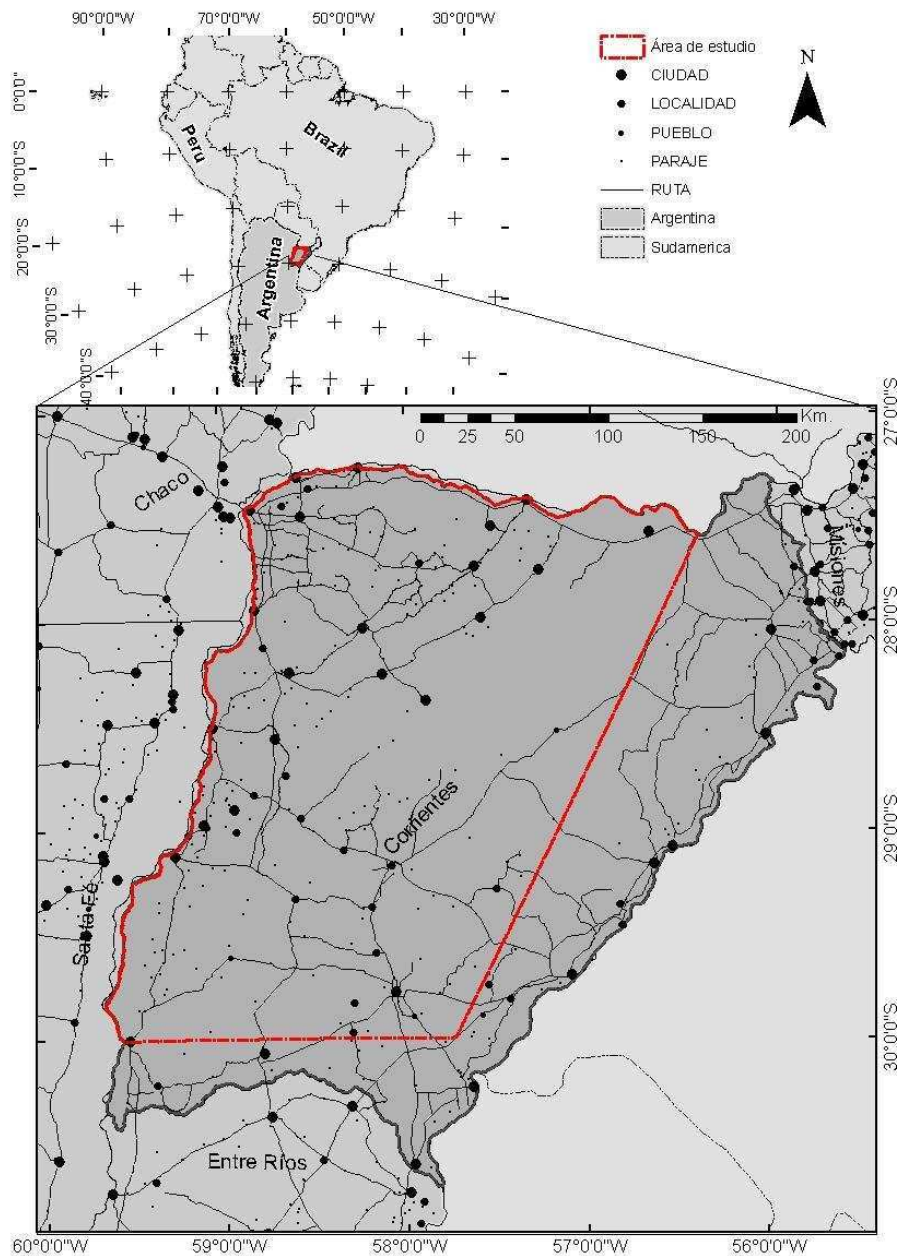 90°0'0"W 70°0'0"W 50°0'0"W 30°0'0"W
0°0'0"
10°0'0"S
20°0'0"S
30°0'0"S
40°0'0"S
Peru
Brazil
Argentina
Área de estudio
CIUDAD
LOCALIDAD
PUEBLO
PARAJE
RUTA
Argentina
Sudamerica
N
Km.
0 25 50 100 150 200
Chaco
Misiones
Corrientes
Santa Fé
Entre Ríos
27°0'0"S
28°0'0"S
29°0'0"S
30°0'0"S
60°0'0"W 59°0'0"W 58°0'0"W 57°0'0"W 56°0'0"W